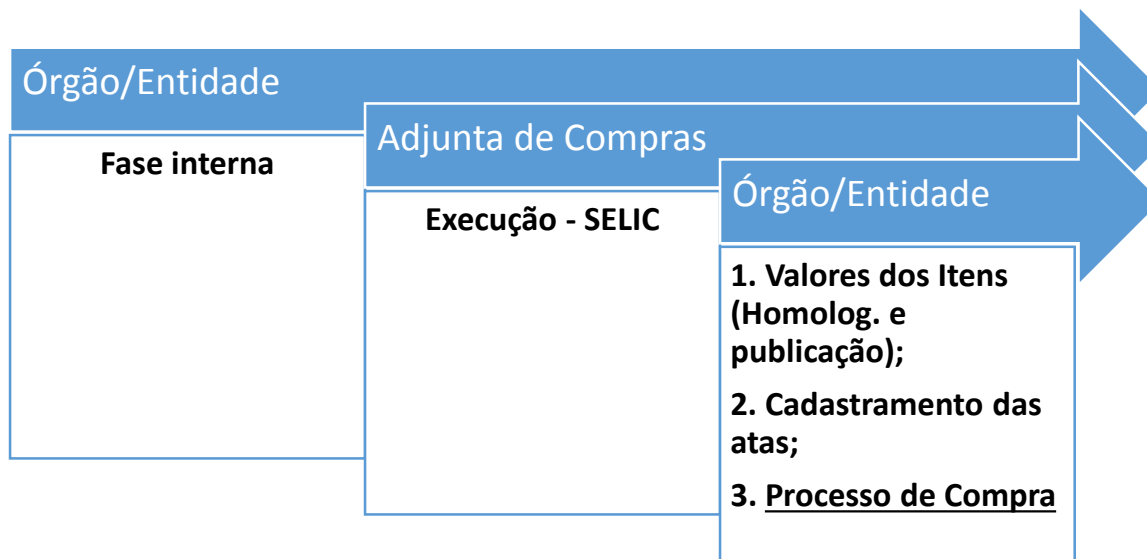 Órgão/Entidade
Fase interna
Adjunta de Compras
Execução - SELIC
Órgão/Entidade
1. Valores dos Itens
(Homolog. e
publicação);
2. Cadastramento das
atas;
3. Processo de Compra